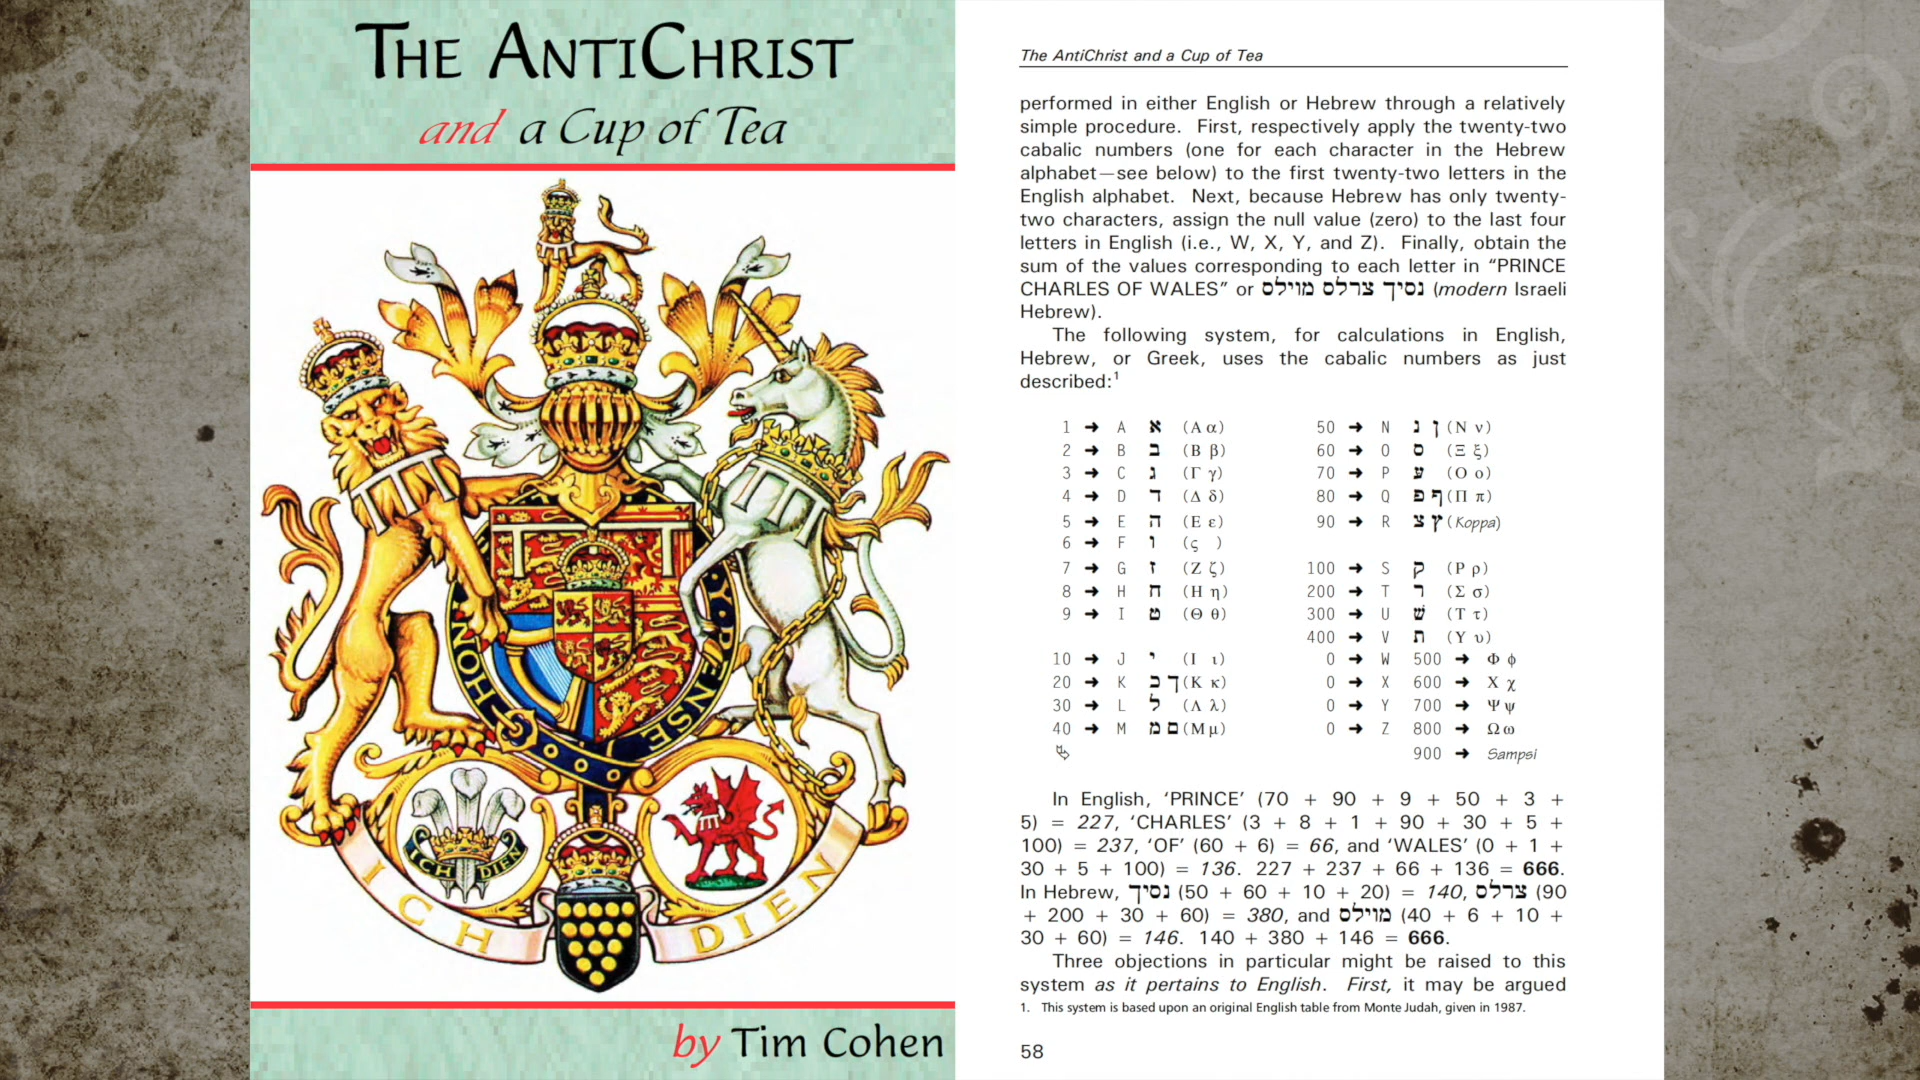 THE ANTICHRIST
and a Cup of Tea
HON
Y·PENSE
ICH DIEN
ICH
DIEN
by Tim Cohen
The AntiChrist and a Cup of Tea
performed in either English or Hebrew through a relatively
simple procedure. First, respectively apply the twenty-two
cabalic numbers (one for each character in the Hebrew
alphabet—see below) to the first twenty-two letters in the
English alphabet. Next, because Hebrew has only twenty-
two characters, assign the null value (zero) to the last four
letters in English (i.e., W, X, Y, and Z). Finally, obtain the
sum of the values corresponding to each letter in “PRINCE
CHARLES OF WALES” or נסיך צרלס מוילס (modern Israeli
Hebrew).
The following system, for calculations in English,
Hebrew, or Greek, uses the cabalic numbers as just
described:1
1 ➜ A א (Α α)
2 ➜ B ב (Β β)
3 ➜ C ג (Γ γ)
4 ➜ D ד (Δ δ)
5 ➜ E ה (Ε ε)
6 ➜ F ו (ς )
7 ➜ G ז (Ζ ζ)
8 ➜ H ח (Η η)
9 ➜ I ט (Θ θ)
10 ➜ J י (Ι ι)
20 ➜ K כ ך (Κ κ)
30 ➜ L ל (Λ λ)
40 ➜ M מ ם (Μ μ)
50 ➜ N נ ן (Ν ν)
60 ➜ O ס (Ξ ξ)
70 ➜ P ע (Ο ο)
80 ➜ Q פ ף (Π π)
90 ➜ R צ ץ (Koppa)
100 ➜ S ק (Ρ ρ)
200 ➜ T ר (Σ σ)
300 ➜ U ש (Τ τ)
400 ➜ V ת (Υ υ)
0 ➜ W 500 ➜ Φ φ
0 ➜ X 600 ➜ Χ χ
0 ➜ Y 700 ➜ Ψ ψ
0 ➜ Z 800 ➜ Ω ω
900 ➜ Sampsi
In English, ‘PRINCE’ (70 + 90 + 9 + 50 + 3 +
5) = 227, ‘CHARLES’ (3 + 8 + 1 + 90 + 30 + 5 +
100) = 237, ‘OF’ (60 + 6) = 66, and ‘WALES’ (0 + 1 +
30 + 5 + 100) = 136. 227 + 237 + 66 + 136 = 666.
In Hebrew, נסיך (50 + 60 + 10 + 20) = 140, צרלס (90
+ 200 + 30 + 60) = 380, and מוילס (40 + 6 + 10 +
30 + 60) = 146. 140 + 380 + 146 = 666.
Three objections in particular might be raised to this
system as it pertains to English. First, it may be argued
1. This system is based upon an original English table from Monte Judah, given in 1987.
58